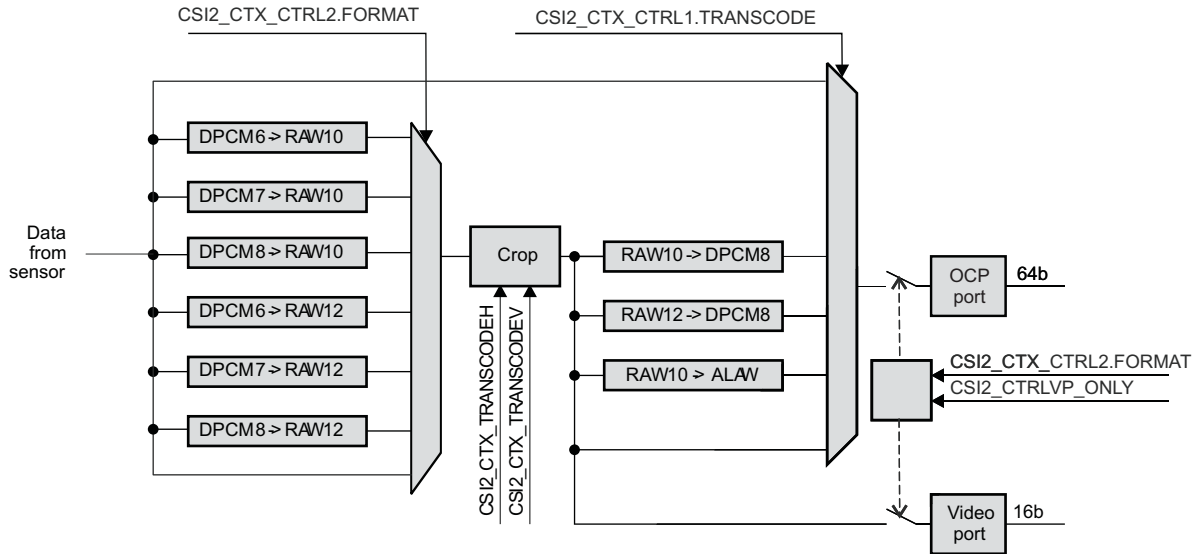 CSI2_CTX_CTRL2.FORMAT
CSI2_CTX_CTRL1.TRANSCODE
DPCM6->RAW10
DPCM7->RAW10
DPCM8->RAW10
DPCM6->RAW12
DPCM7->RAW12
DPCM8->RAW12
Data
from
sensor
Crop
CSI2_CTX_TRANSCODEH
CSI2_CTX_TRANSCODEV
RAW10->DPCM8
RAW12->DPCM8
RAW10 > ALAW
OCP
port
64b
CSI2_CTX_CTRL2.FORMAT
CSI2_CTRLVP_ONLY
Video
port
16b